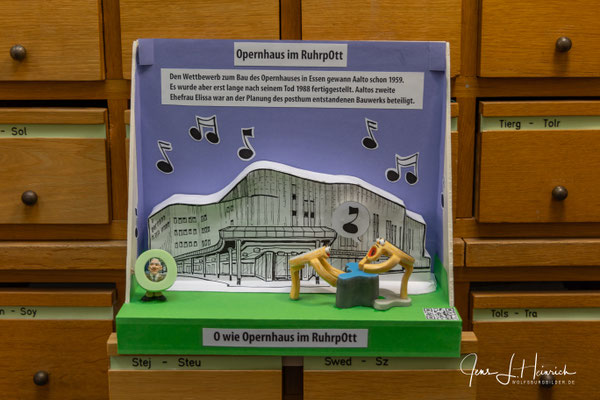 Opernhaus im RuhrpOtt
Den Wettbewerb zum Bau des Opernhauses in Essen gewann Aalto schon 1959.
Es wurde aber erst lange nach seinem Tod 1988 fertiggestellt. Aaltos zweite
Ehefrau Elissa war an der Planung des posthum entstandenen Bauwerks beteiligt.
- Sol
Tierg - Tolr
n - Soy
Tols - Tra
O wie Opernhaus im RuhrpOtt
Stej - Steu
Swed - Sz
Jens L. Heinrich
WOLFSBURGBILDER.DE